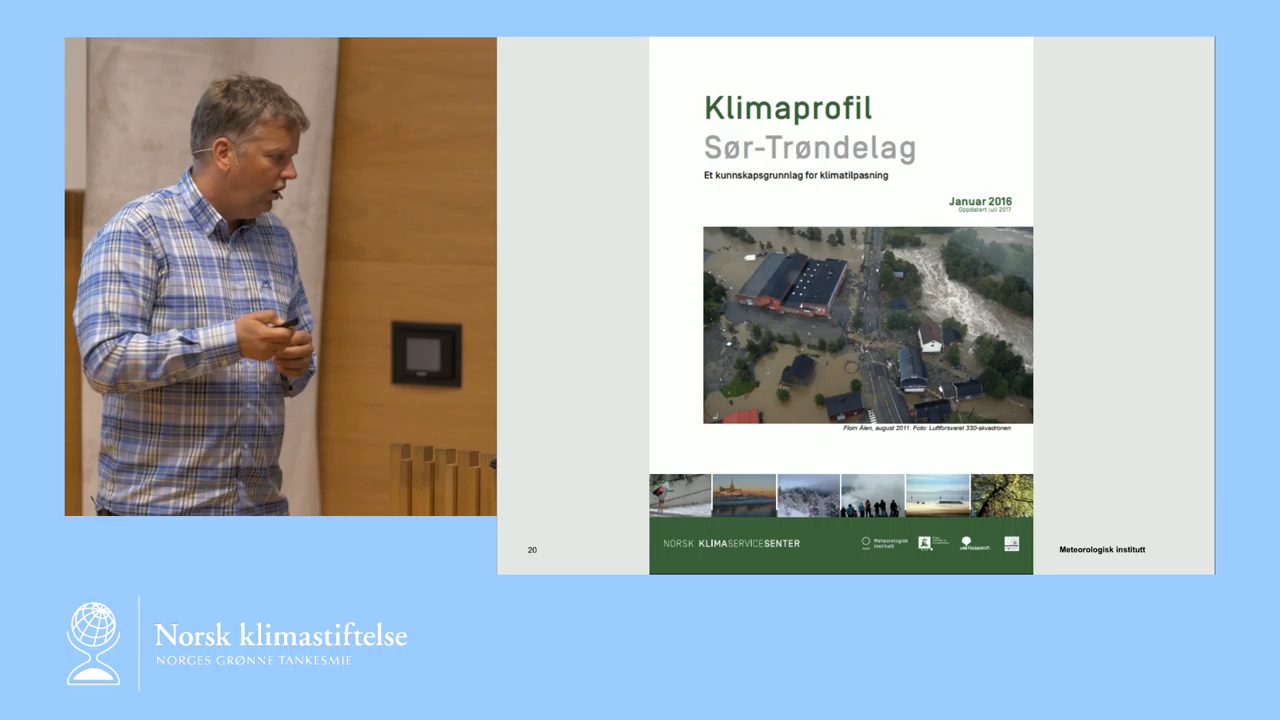 Klimaprofil
Sør-Trøndelag
Et kunnskapsgrunnlag for klimatilpasning
Januar 2016
Oppdatert juli 2017
Flom Ålen, august 2011. Foto: Luftforsvaret 330-skvadronen
NORSK KLIMASERVICESENTER
Meteorologisk
institutt
uni Research
20
Meteorologisk institutt
Norsk klimastiftelse
NORGES GRØNNE TANKESMIE